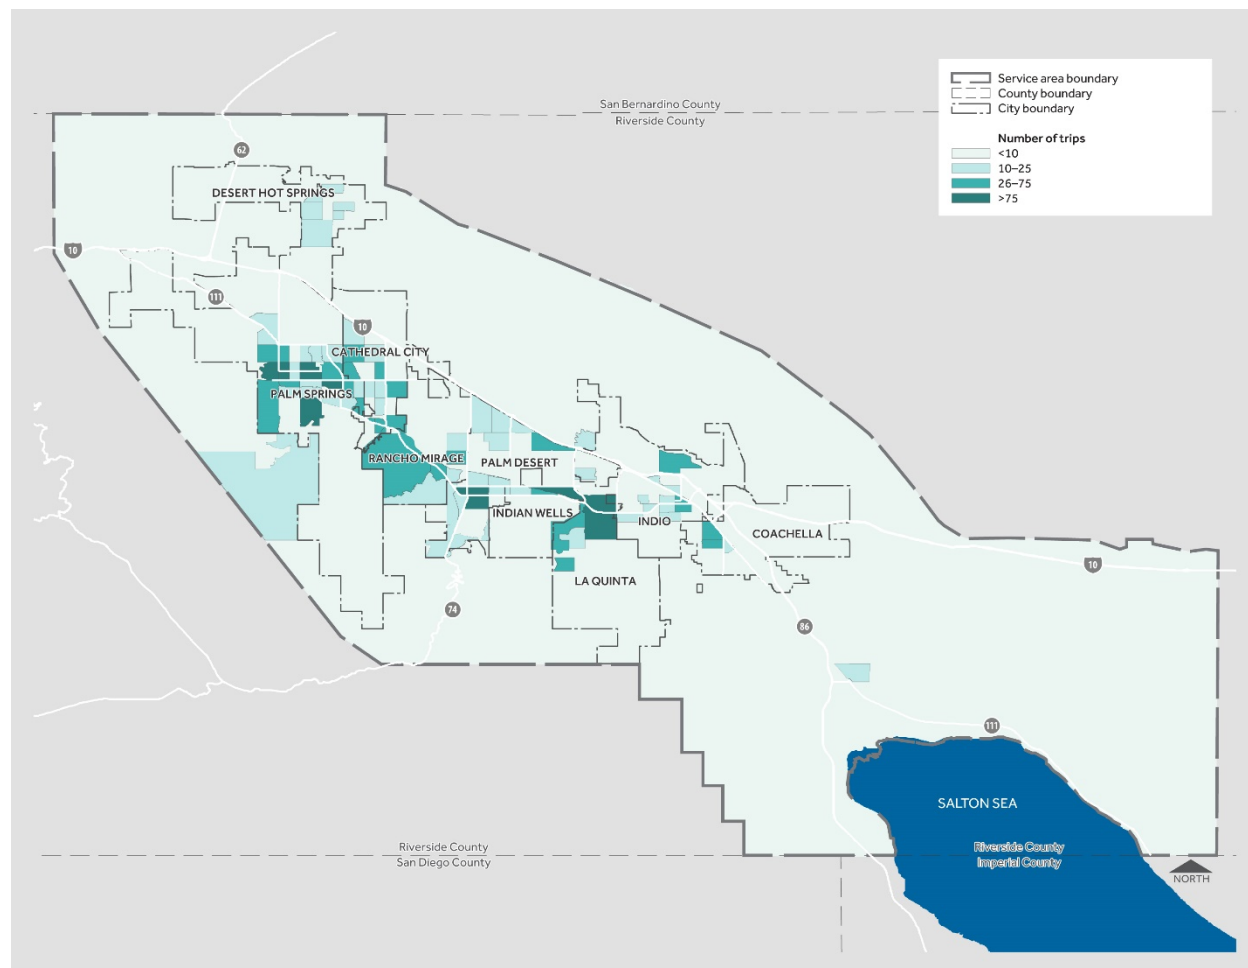 Service area boundary
County boundary
City boundary
Number of trips
<10
10–25
26–75
>75
San Bernardino County
Riverside County
62
DESERT HOT SPRINGS
10
111
10
CATHEDRAL CITY
PALM SPRINGS
RANCHO MIRAGE
PALM DESERT
INDIAN WELLS
INDIO
COACHELLA
10
LA QUINTA
74
86
111
SALTON SEA
Riverside County
San Diego County
Riverside County
Imperial County
NORTH